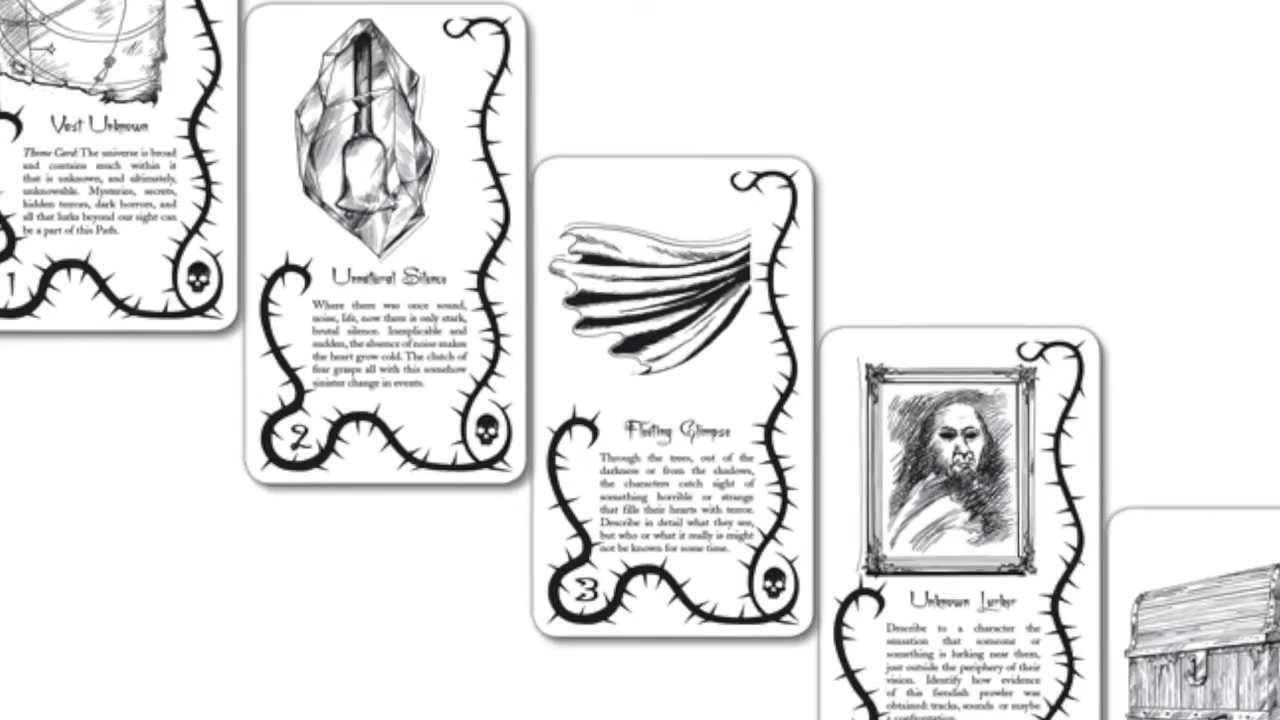 Vast Unknown
Theme Card: The universe is broad
and contains much within it
that is unknown, and ultimately,
unknowable. Mysteries, secrets,
hidden terrors, dark horrors, and
all that lurks beyond our sight can
be a part of this Path.
1
Unnatural Silence
Where there was once sound,
noise, life, now there is only stark,
brutal silence. Inexplicable and
sudden, the absence of noise makes
the heart grow cold. The clutch of
fear grasps all with this somehow
sinister change in events.
2
Fleeting Glimpse
Through the trees, out of the
darkness or from the shadows,
the characters catch sight of
something horrible or strange
that fills their hearts with terror.
Describe in detail what they see,
but who or what it really is might
not be known for some time.
3
Unknown Lurker
Describe to a character the
sensation that someone or
something is lurking near them,
just outside the periphery of their
vision. Identify how evidence
of this fiendish prowler was
obtained: tracks, sounds or maybe
a confrontation.